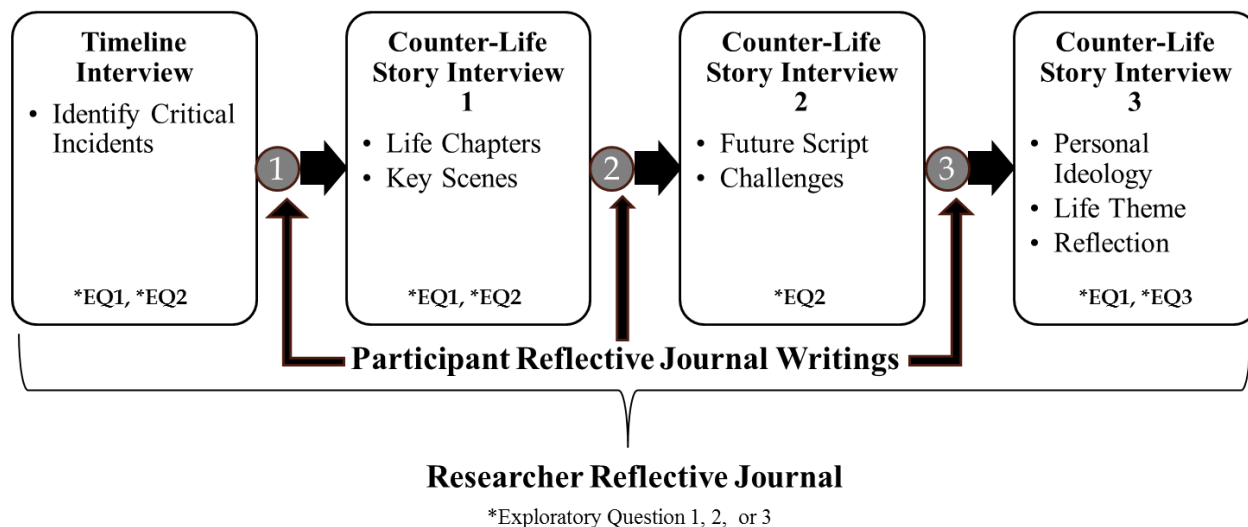 Timeline
Interview
• Identify Critical
Incidents
*EQ1, *EQ2
1
Counter-Life
Story Interview
1
• Life Chapters
• Key Scenes
*EQ1, *EQ2
2
Counter-Life
Story Interview
2
• Future Script
• Challenges
*EQ2
3
Counter-Life
Story Interview
3
• Personal
Ideology
• Life Theme
• Reflection
*EQ1, *EQ3
Participant Reflective Journal Writings
Researcher Reflective Journal
*Exploratory Question 1, 2, or 3